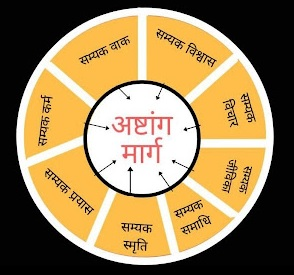 सम्यक वाक
सम्यक विश्वास
सम्यक
विचार
सम्यक
जीविका
सम्यक
समाधि
सम्यक
स्मृति
सम्यक प्रयास
सम्यक कर्म
अष्टांग
मार्ग